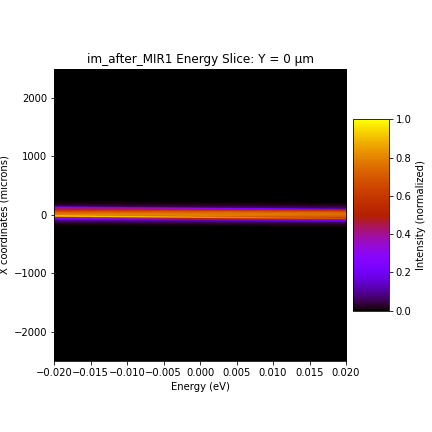 im_after_MIR1 Energy Slice: Y = 0 µm
2000
1000
0
−1000
−2000
X coordinates (microns)
−0.020 −0.015 −0.010 −0.005 0.000 0.005 0.010 0.015 0.020
Energy (eV)
1.0
0.8
0.6
0.4
0.2
0.0
Intensity (normalized)